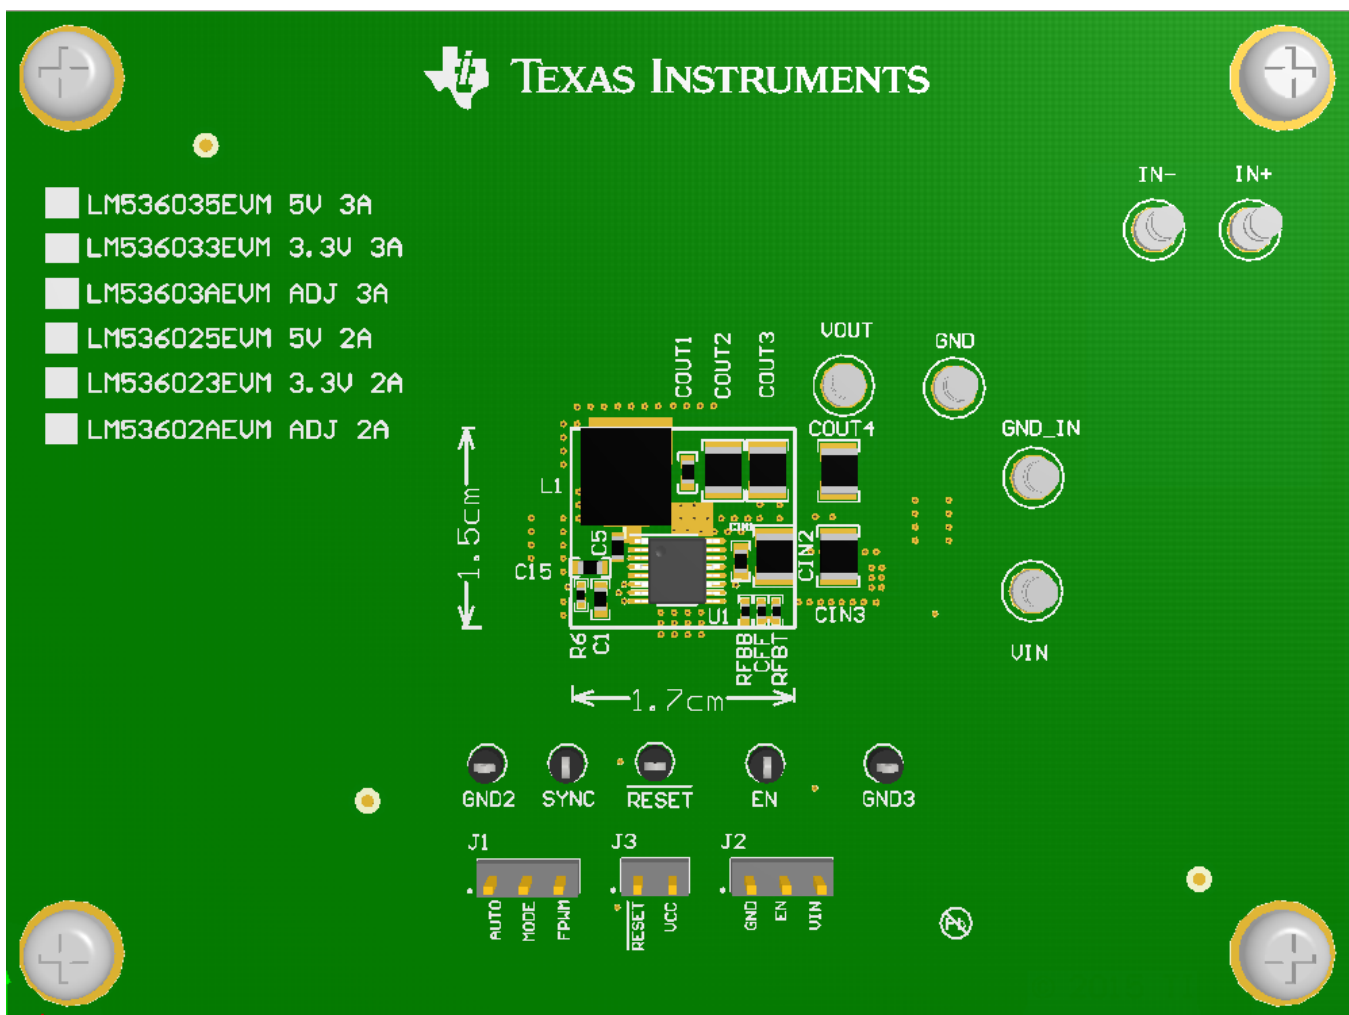 TEXAS INSTRUMENTS
IN- IN+
LM536035EVM 5V 3A
LM536033EVM 3.3V 3A
LM53603AEVM ADJ 3A
LM536025EVM 5V 2A
LM536023EVM 3.3V 2A
LM53602AEVM ADJ 2A
COUT1
COUT2
COUT3
VOUT
GND
COUT4
GND_IN
L1
1.5cm
C5
CIN2
C15
U1
CIN3
R6
C1
RFBB
CFF
RFBT
VIN
1.7cm
GND2 SYNC RESET EN GND3
J1 J3 J2
AUTO
MODE
FPWM
RESET
VCC
GND
EN
VIN
Pb